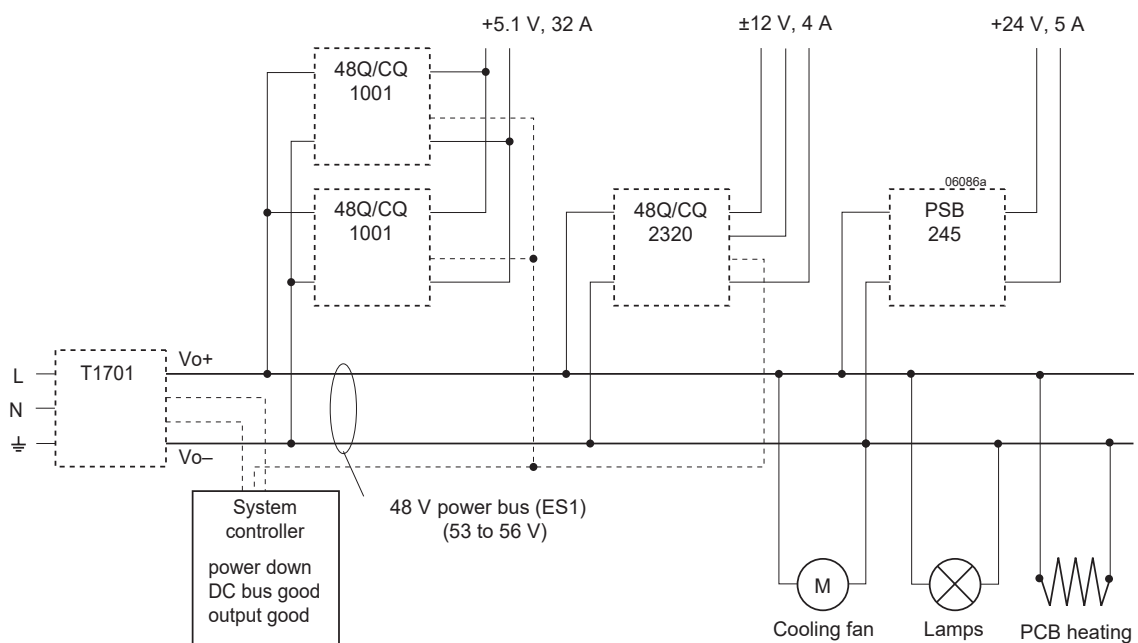 +5.1 V, 32 A
±12 V, 4 A
+24 V, 5 A
48Q/CQ
1001
48Q/CQ
1001
48Q/CQ
2320
06086a
PSB
245
L
N
T1701
Vo+
Vo–
System
controller
power down
DC bus good
output good
48 V power bus (ES1)
(53 to 56 V)
M
Cooling fan
Lamps
PCB heating